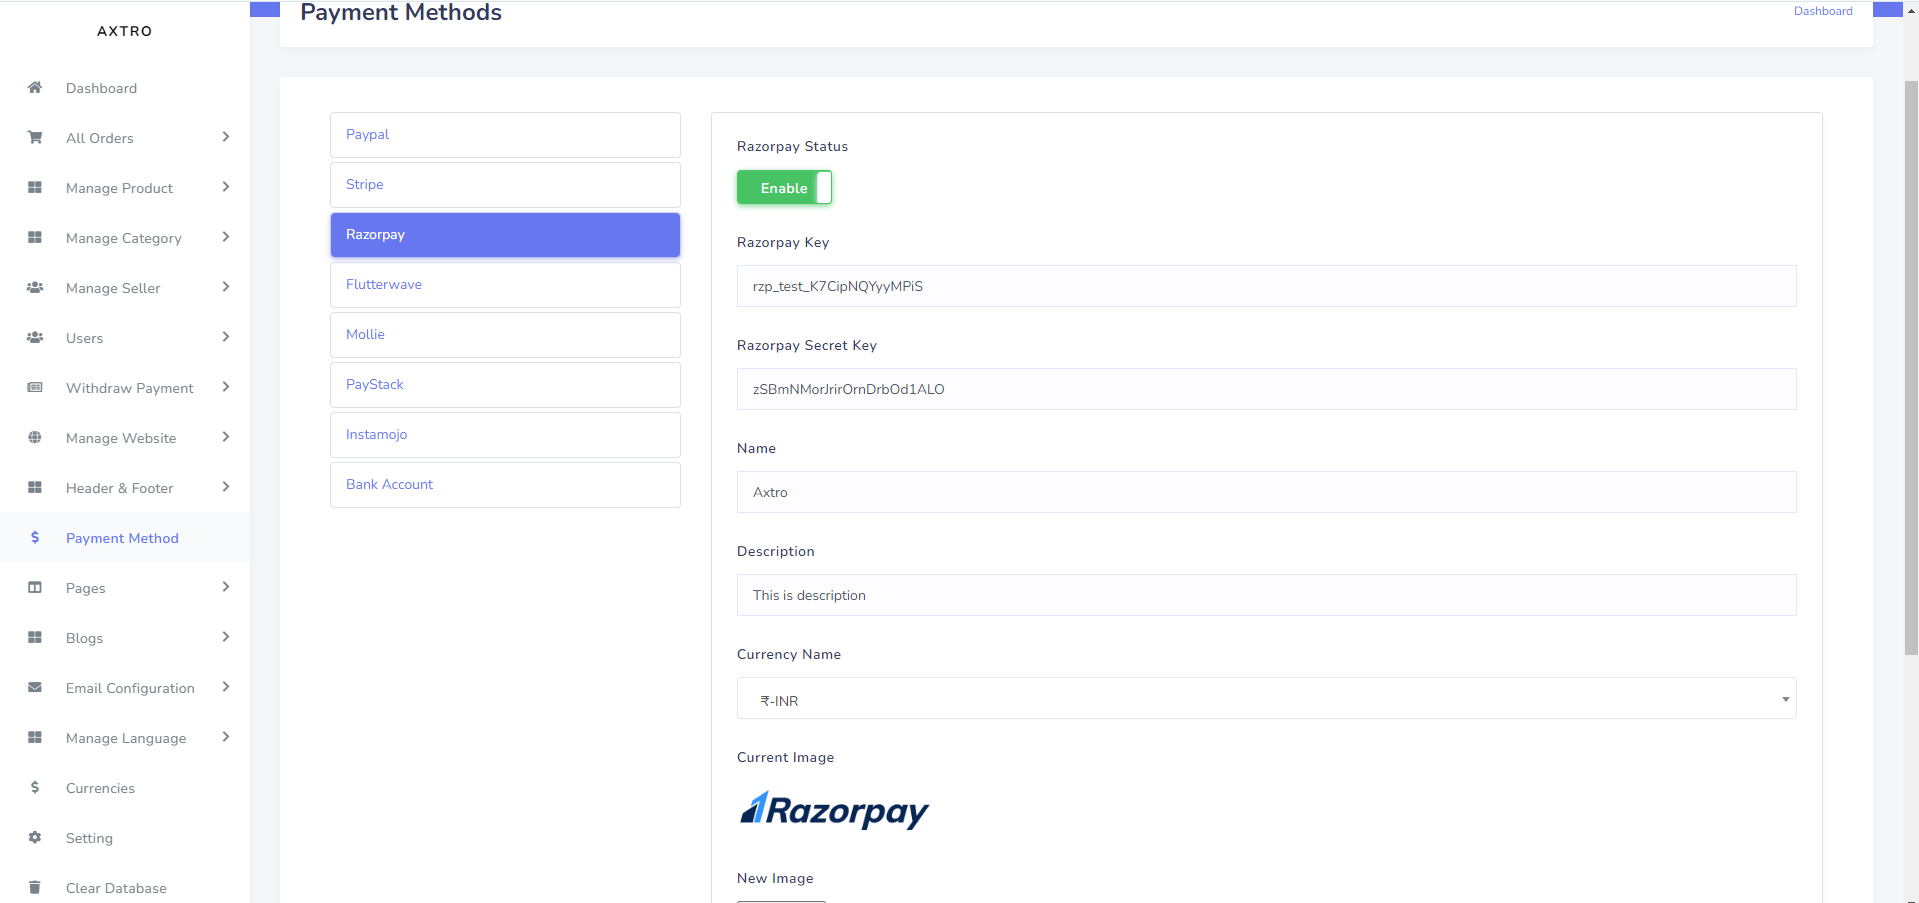 AXTRO
Dashboard
All Orders
Manage Product
Manage Category
Manage Seller
Users
Withdraw Payment
Manage Website
Header & Footer
Payment Method
Pages
Blogs
Email Configuration
Manage Language
Currencies
Setting
Clear Database
Payment Methods
Dashboard
Paypal
Stripe
Razorpay
Flutterwave
Mollie
PayStack
Instamojo
Bank Account
Razorpay Status
Enable
Razorpay Key
rzp_test_K7CipNQYyyMPiS
Razorpay Secret Key
zSBmNMorJrirOrnDrbOd1ALO
Name
Axtro
Description
This is description
Currency Name
₹-INR
Current Image
Razorpay
New Image